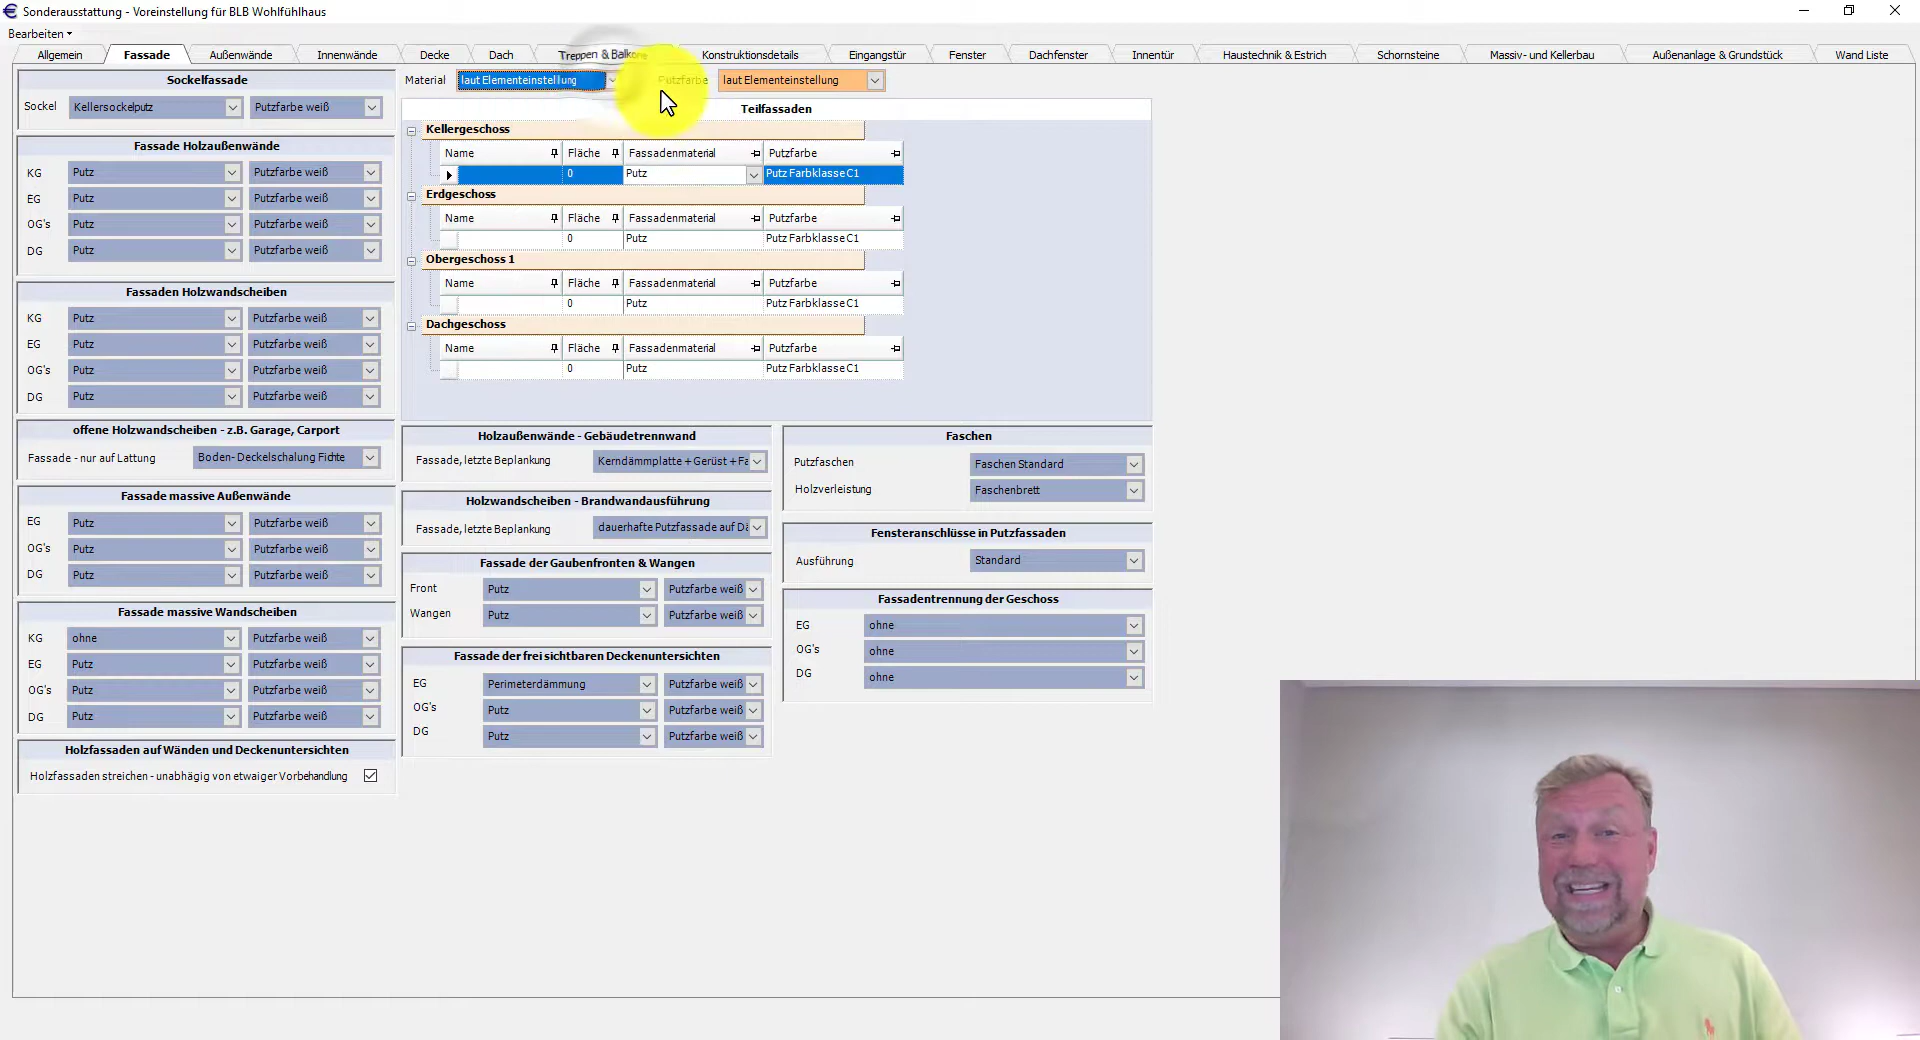 Sonderausstattung - Voreinstellung für BLB Wohlfühlhaus
Bearbeiten
Allgemein Fassade Außenwände Innenwände Decke Dach Treppen & Balkone Konstruktionsdetails Eingangstür Fenster Dachfenster Innentür Haustechnik & Estrich Schornsteine Massiv- und Kellerbau Außenanlage & Grundstück Wand Liste
Sockelfassade
Sockel Kellersockelputz Putzfarbe weiß
Fassade Holzaußenwände
KG Putz Putzfarbe weiß
EG Putz Putzfarbe weiß
OG's Putz Putzfarbe weiß
DG Putz Putzfarbe weiß
Fassaden Holzwandscheiben
KG Putz Putzfarbe weiß
EG Putz Putzfarbe weiß
OG's Putz Putzfarbe weiß
DG Putz Putzfarbe weiß
offene Holzwandscheiben - z.B. Garage, Carport
Fassade - nur auf Lattung Boden- Deckelschalung Fichte
Fassade massive Außenwände
EG Putz Putzfarbe weiß
OG's Putz Putzfarbe weiß
DG Putz Putzfarbe weiß
Fassade massive Wandscheiben
KG ohne Putzfarbe weiß
EG Putz Putzfarbe weiß
OG's Putz Putzfarbe weiß
DG Putz Putzfarbe weiß
Holzfassaden auf Wänden und Deckenuntersichten
Holzfassaden streichen - unabhägig von etwaiger Vorbehandlung
Material laut Elementeinstellung Putzfarbe laut Elementeinstellung
Teilfassaden
Kellergeschoss
Name Fläche Fassadenmaterial Putzfarbe
0 Putz Putz Farbklasse C1
Erdgeschoss
Name Fläche Fassadenmaterial Putzfarbe
0 Putz Putz Farbklasse C1
Obergeschoss 1
Name Fläche Fassadenmaterial Putzfarbe
0 Putz Putz Farbklasse C1
Dachgeschoss
Name Fläche Fassadenmaterial Putzfarbe
0 Putz Putz Farbklasse C1
Holzaußenwände - Gebäudetrennwand
Fassade, letzte Beplankung Kerndämmplatte + Gerüst + Fa
Holzwandscheiben - Brandwandausführung
Fassade, letzte Beplankung dauerhafte Putzfassade auf Dä
Fassade der Gaubenfronten & Wangen
Front Putz Putzfarbe weiß
Wangen Putz Putzfarbe weiß
Fassade der frei sichtbaren Deckenuntersichten
EG Perimeterdämmung Putzfarbe weiß
OG's Putz Putzfarbe weiß
DG Putz Putzfarbe weiß
Faschen
Putzfaschen Faschen Standard
Holzverleistung Faschenbrett
Fensteranschlüsse in Putzfassaden
Ausführung Standard
Fassadentrennung der Geschoss
EG ohne
OG's ohne
DG ohne